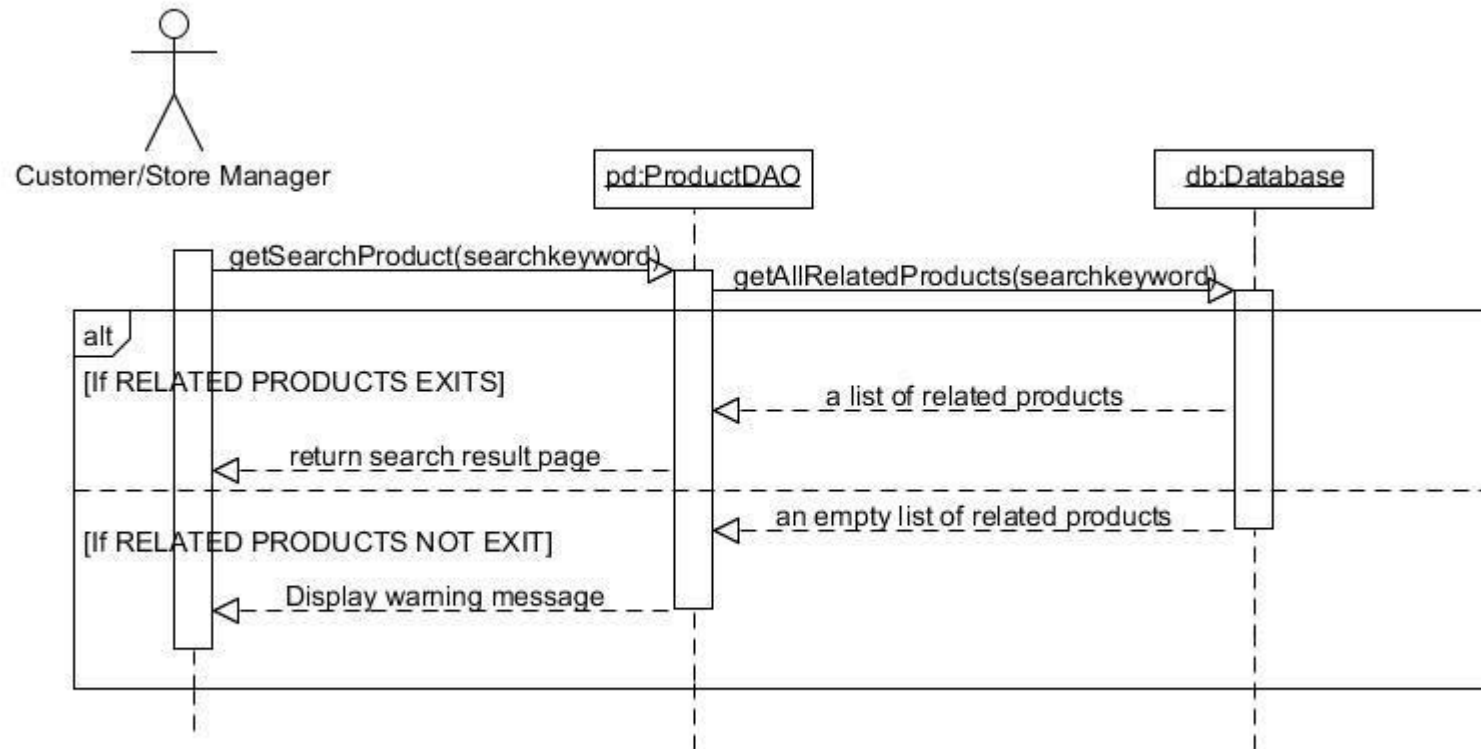 Customer/Store Manager
pd:ProductDAO
db:Database
getSearchProduct(searchkeyword)
getAllRelatedProducts(searchkeyword)
alt
[If RELATED PRODUCTS EXITS]
a list of related products
return search result page
an empty list of related products
[If RELATED PRODUCTS NOT EXIT]
Display warning message